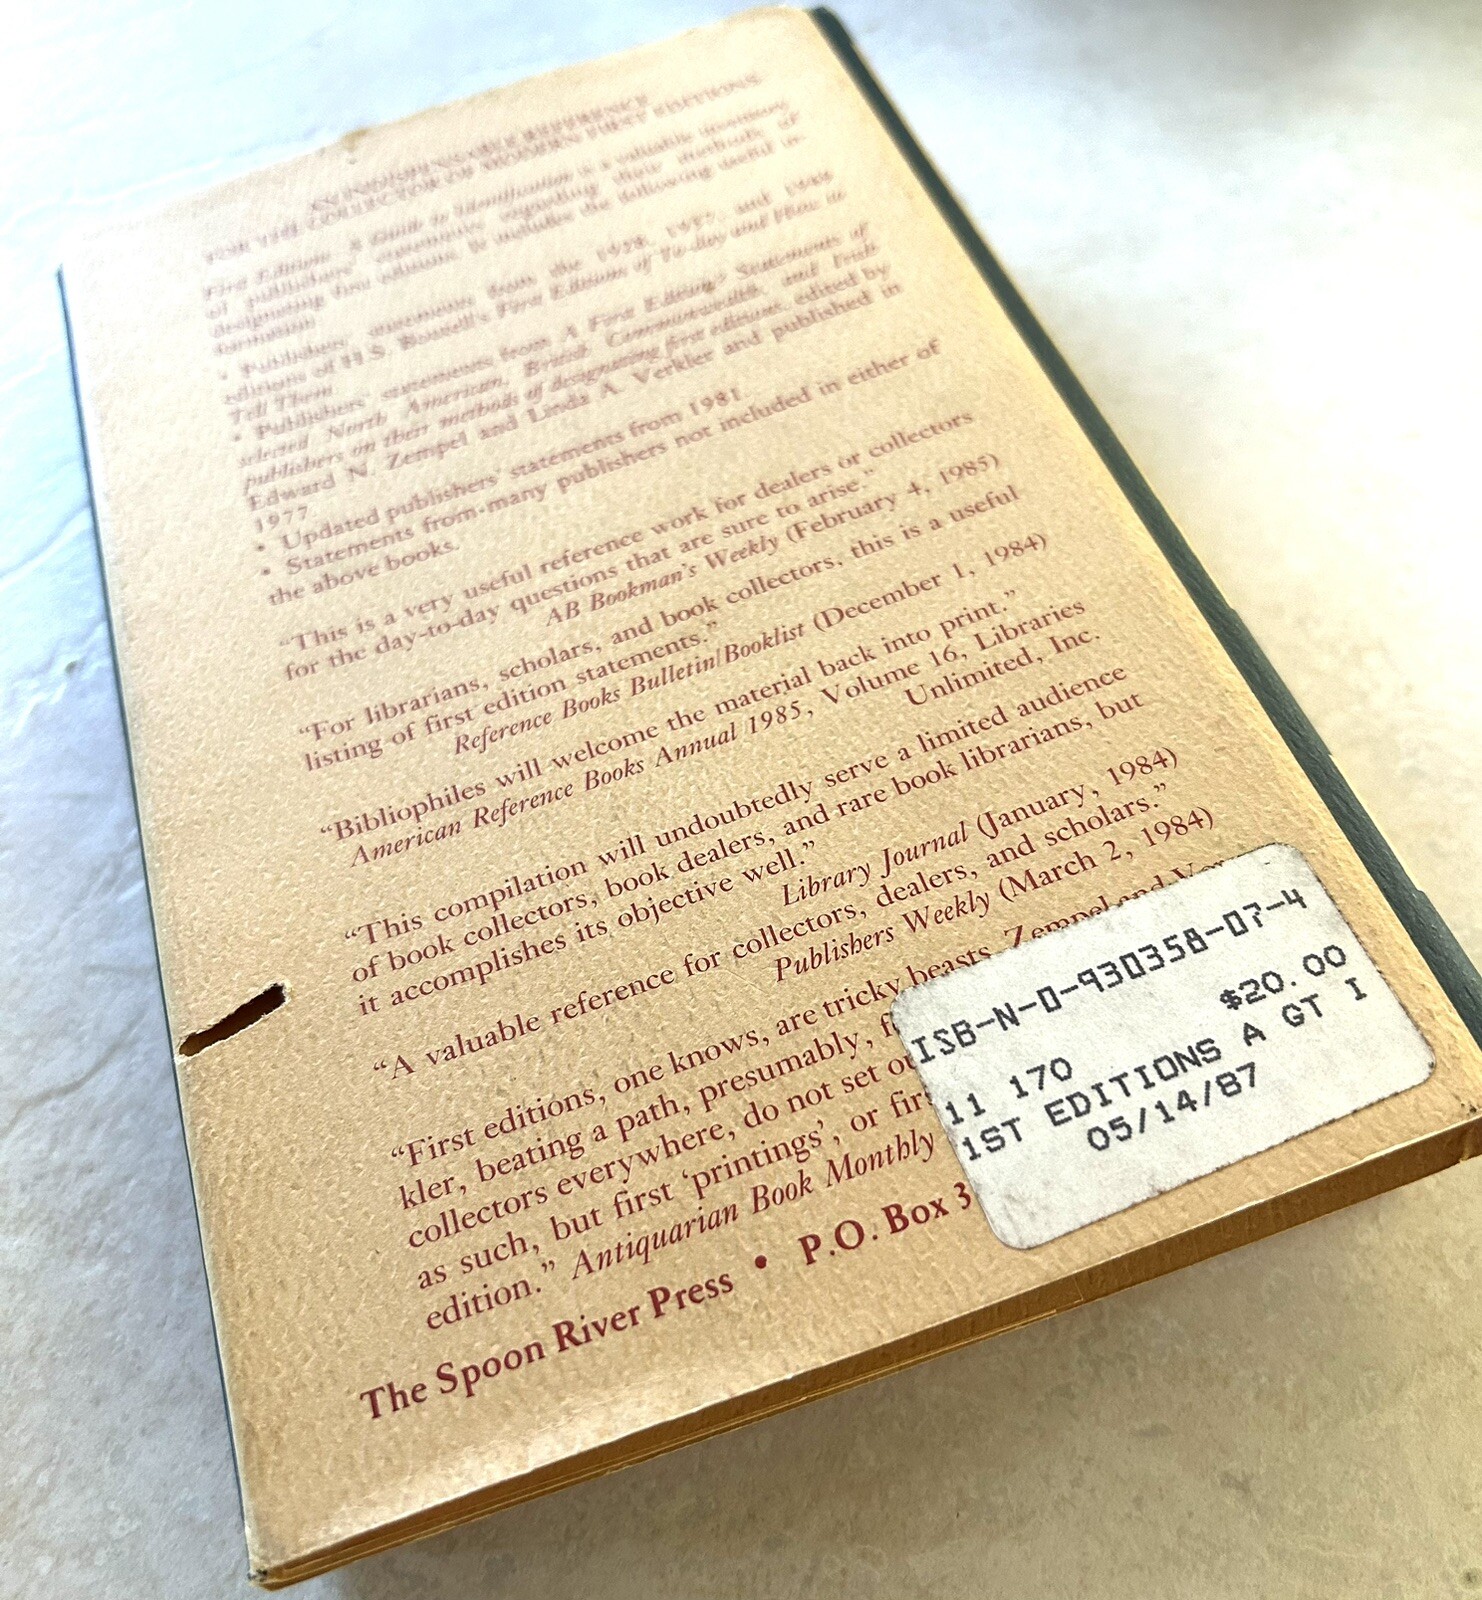 AN INDISPENSABLE REFERENCE
FOR THE COLLECTOR OF MODERN FIRST EDITIONS
First Editions: A Guide to Identification is a valuable inventory
of publishers' statements regarding their methods of
designating first editions. It includes the following useful in-
formation:
• Publishers' statements from the 1928, 1937, and
editions of H.S. Boutell's First Editions of To-day and How to
Tell Them.
• Publishers' statements from A First Edition? Statements of
selected North American, British Commonwealth, and Irish
publishers on their methods of designating first editions, edited by
Edward N. Zempel and Linda A. Verkler and published in
1977.
• Updated publishers' statements from 1981.
• Statements from many publishers not included in either of
the above books.
“This is a very useful reference work for dealers or collectors
for the day-to-day questions that are sure to arise.”
AB Bookman's Weekly (February 4, 1985)
“For librarians, scholars, and book collectors, this is a useful
listing of first edition statements.”
Reference Books Bulletin/Booklist (December 1, 1984)
“Bibliophiles will welcome the material back into print.”
American Reference Books Annual 1985, Volume 16, Libraries
Unlimited, Inc.
“This compilation will undoubtedly serve a limited audience
of book collectors, book dealers, and rare book librarians, but
it accomplishes its objective well.”
Library Journal (January, 1984)
“A valuable reference for collectors, dealers, and scholars.”
Publishers Weekly (March 2, 1984)
“First editions, one knows, are tricky beasts. Zempel and Ver-
kler, beating a path, presumably, f
collectors everywhere, do not set ou
as such, but first ‘printings’, or firs
edition.” Antiquarian Book Monthly
The Spoon River Press • P.O. Box 3
ISB-N-0-930358-07-4
$20.00
11 170
1ST EDITIONS A GT I
05/14/87